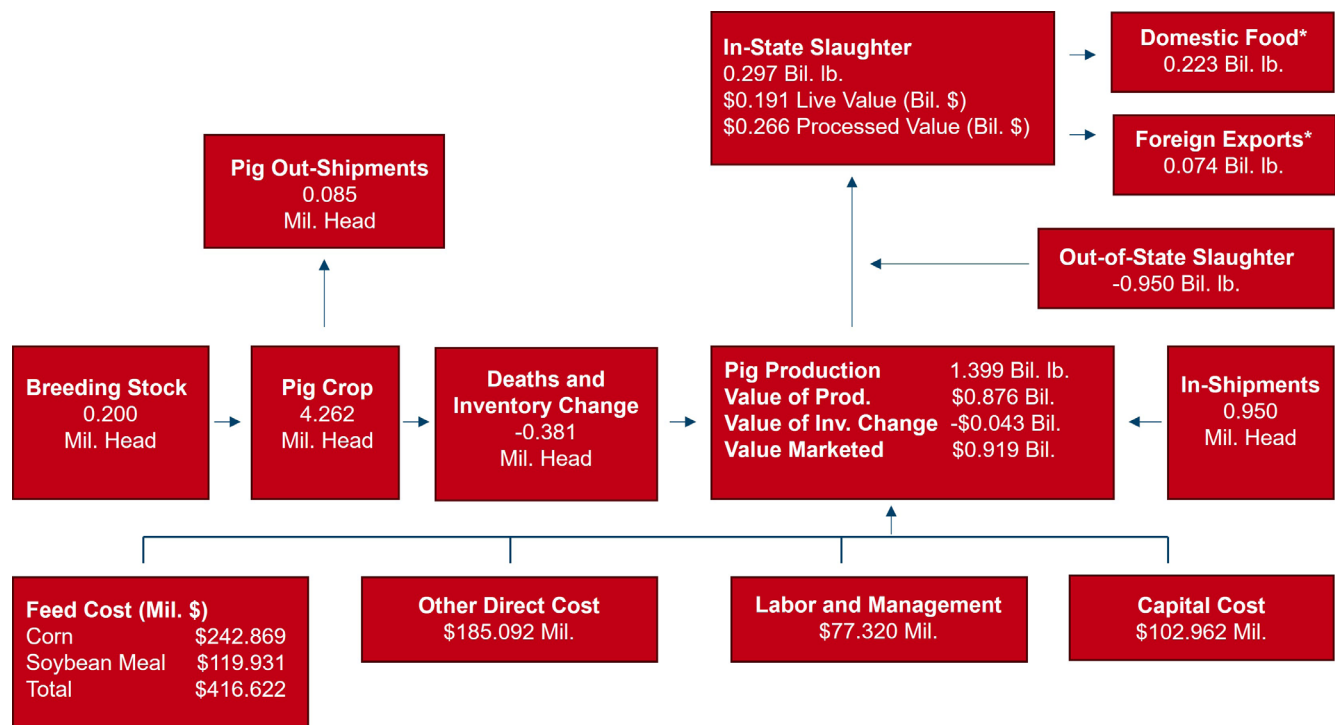 In-State Slaughter
0.297 Bil. lb.
$0.191 Live Value (Bil. $)
$0.266 Processed Value (Bil. $)
Domestic Food*
0.223 Bil. lb.
Foreign Exports*
0.074 Bil. lb.
Pig Out-Shipments
0.085
Mil. Head
Out-of-State Slaughter
-0.950 Bil. lb.
Breeding Stock
0.200
Mil. Head
Pig Crop
4.262
Mil. Head
Deaths and
Inventory Change
-0.381
Mil. Head
Pig Production 1.399 Bil. lb.
Value of Prod. $0.876 Bil.
Value of Inv. Change -$0.043 Bil.
Value Marketed $0.919 Bil.
In-Shipments
0.950
Mil. Head
Feed Cost (Mil. $)
Corn $242.869
Soybean Meal $119.931
Total $416.622
Other Direct Cost
$185.092 Mil.
Labor and Management
$77.320 Mil.
Capital Cost
$102.962 Mil.